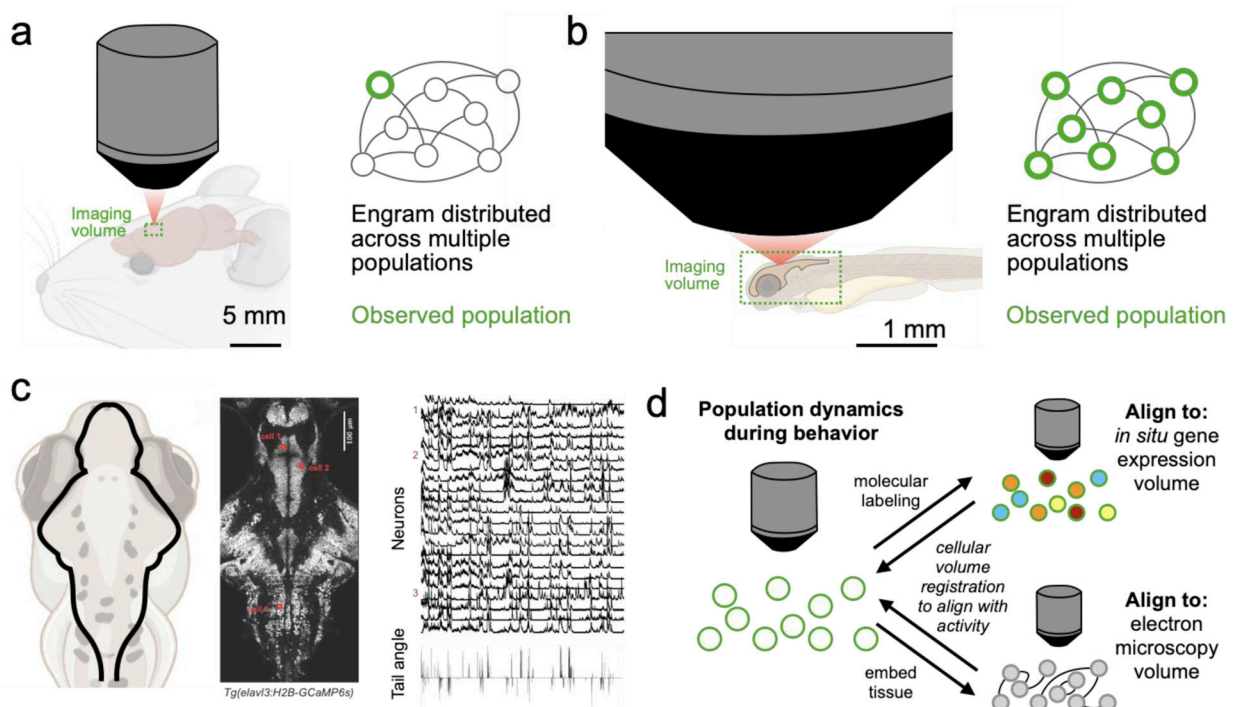 a
Imaging
volume
5 mm
Engram distributed
across multiple
populations
Observed population
b
Imaging
volume
1 mm
Engram distributed
across multiple
populations
Observed population
c
cell 1
cell 2
100 µm
Tg(elavl3:H2B-GCaMP6s)
1
2
3
Neurons
Tail angle
d
Population dynamics
during behavior
molecular
labeling
cellular
volume
registration
to align with
activity
embed
tissue
Align to:
in situ gene
expression
volume
Align to:
electron
microscopy
volume